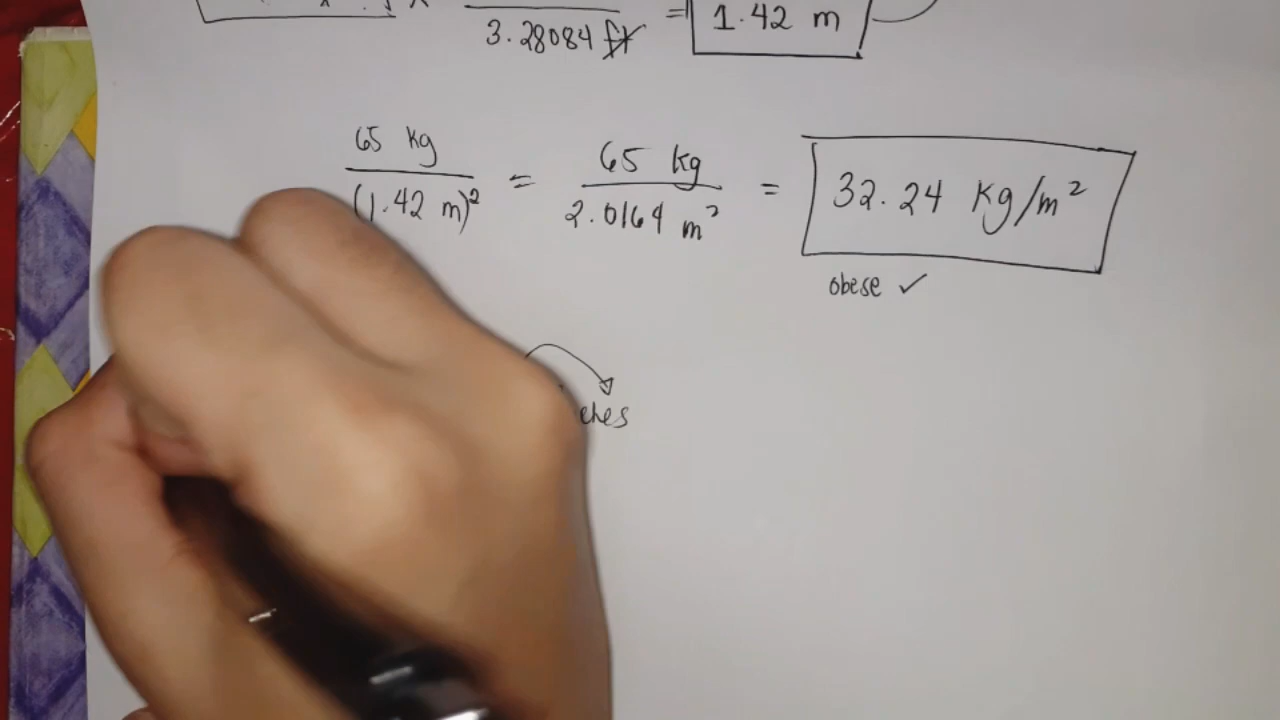 3.28084 ft = 1.42 m
65 kg / (1.42 m)² = 65 kg / 2.0164 m² = 32.24 kg/m²
obese ✓